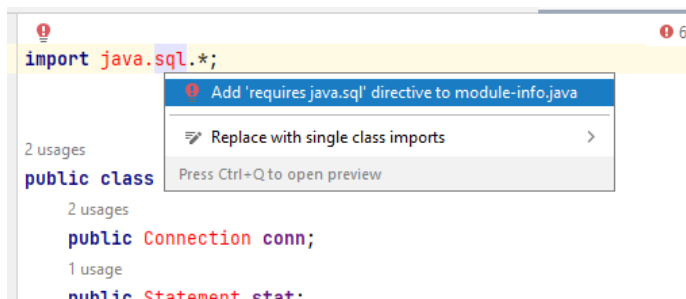 6
import java.sql.*;
Add 'requires java.sql' directive to module-info.java
Replace with single class imports
Press Ctrl+Q to open preview
2 usages
public class
2 usages
public Connection conn;
1 usage
public Statement stat;